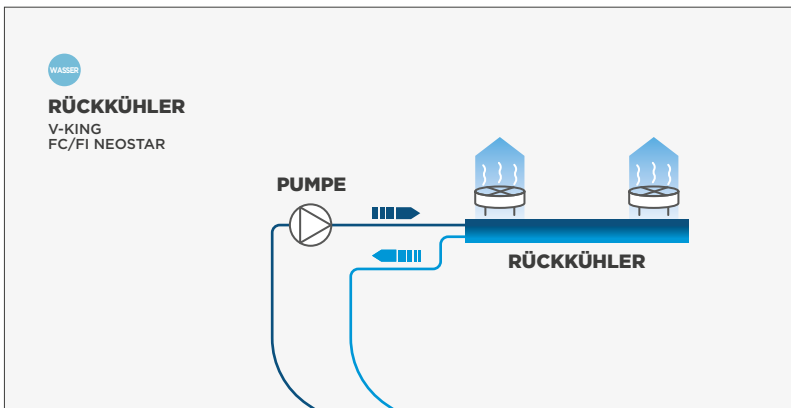 WASSER
RÜCKKÜHLER
V-KING
FC/FI NEOSTAR
PUMPE
RÜCKKÜHLER